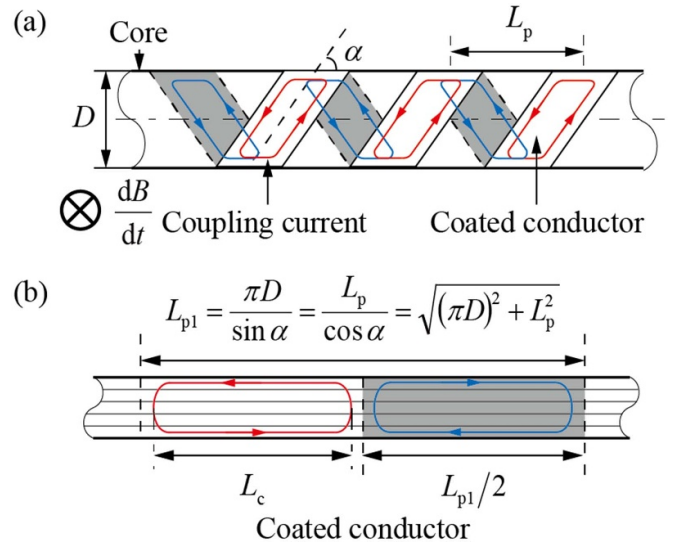 (a)
Core
α
L_p
D
dB/dt
Coupling current
Coated conductor
(b)
L_p1 = πD/sin α = L_p/cos α = √((πD)² + L_p²)
L_c
L_p1/2
Coated conductor